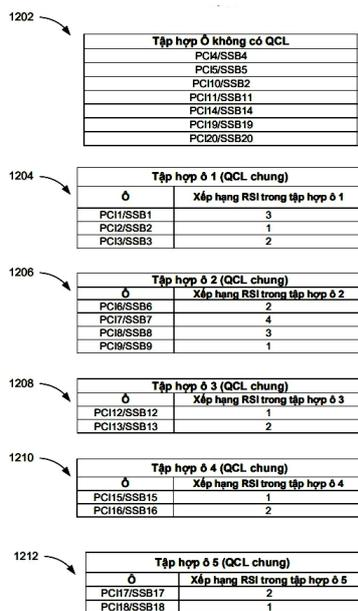 1202
Tập hợp Ô không có QCL
PCI4/SSB4
PCI5/SSB5
PCI10/SSB2
PCI11/SSB11
PCI14/SSB14
PCI19/SSB19
PCI20/SSB20
1204
Tập hợp ô 1 (QCL chung)
Ô Xếp hạng RSI trong tập hợp ô 1
PCI1/SSB1 3
PCI2/SSB2 1
PCI3/SSB3 2
1206
Tập hợp ô 2 (QCL chung)
Ô Xếp hạng RSI trong tập hợp ô 2
PCI6/SSB6 2
PCI7/SSB7 4
PCI8/SSB8 3
PCI9/SSB9 1
1208
Tập hợp ô 3 (QCL chung)
Ô Xếp hạng RSI trong tập hợp ô 3
PCI12/SSB12 1
PCI13/SSB13 2
1210
Tập hợp ô 4 (QCL chung)
Ô Xếp hạng RSI trong tập hợp ô 4
PCI15/SSB15 1
PCI16/SSB16 2
1212
Tập hợp ô 5 (QCL chung)
Ô Xếp hạng RSI trong tập hợp ô 5
PCI17/SSB17 2
PCI18/SSB18 1